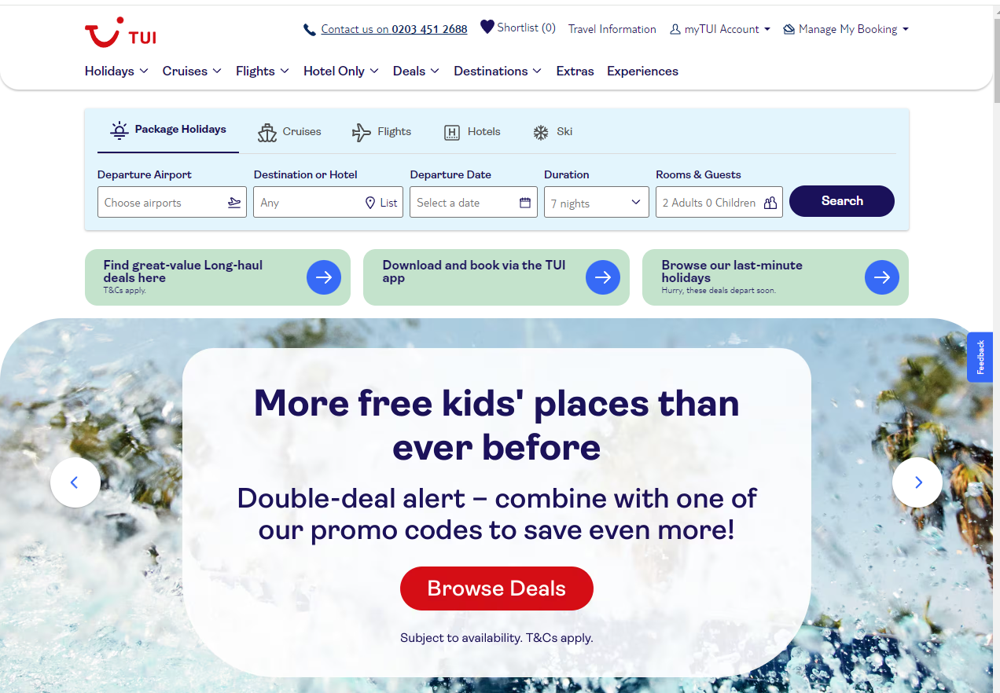 TUI
Contact us on 0203 451 2688
Shortlist (0)
Travel Information
myTUI Account
Manage My Booking
Holidays
Cruises
Flights
Hotel Only
Deals
Destinations
Extras
Experiences
Package Holidays
Cruises
Flights
H
Hotels
Ski
Departure Airport
Destination or Hotel
Departure Date
Duration
Rooms & Guests
Choose airports
Any
List
Select a date
7 nights
2 Adults 0 Children
Search
Find great-value Long-haul
deals here
T&Cs apply.
Download and book via the TUI
app
Browse our last-minute
holidays
Hurry, these deals depart soon.
Feedback
More free kids' places than
ever before
Double-deal alert – combine with one of
our promo codes to save even more!
Browse Deals
Subject to availability. T&Cs apply.